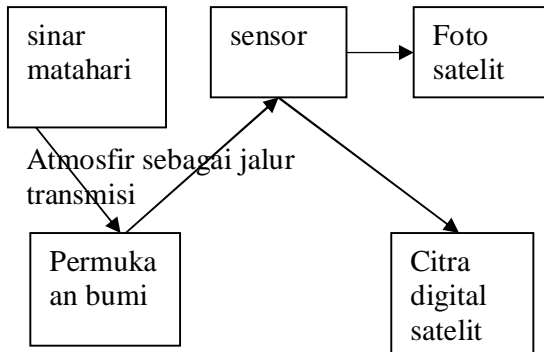 sinar
matahari
sensor
Foto
satelit
Atmosfir sebagai jalur
transmisi
Permuka
an bumi
Citra
digital
satelit